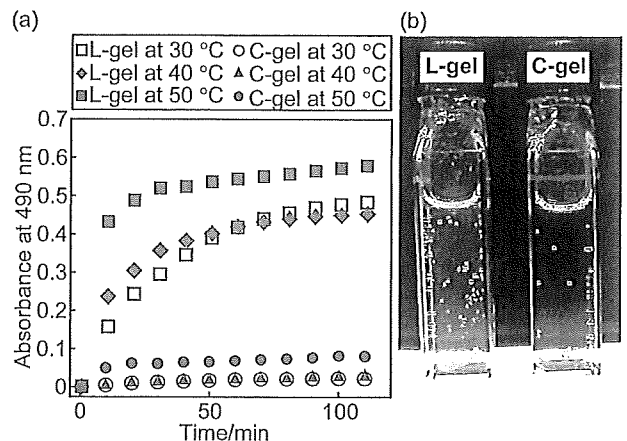 (a)
L-gel at 30 °C C-gel at 30 °C
L-gel at 40 °C C-gel at 40 °C
L-gel at 50 °C C-gel at 50 °C
0.7
0.6
0.5
0.4
0.3
0.2
0.1
0
Absorbance at 490 nm
0 50 100
Time/min
(b)
L-gel C-gel